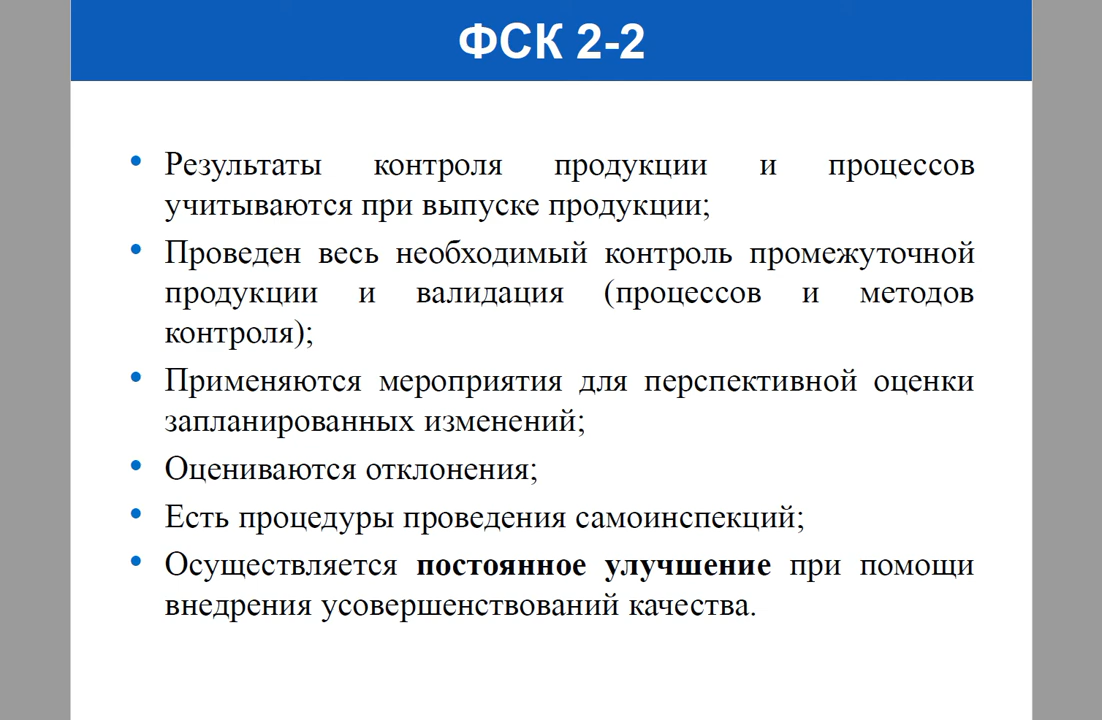 ФСК 2-2
• Результаты контроля продукции и процессов
учитываются при выпуске продукции;
• Проведен весь необходимый контроль промежуточной
продукции и валидация (процессов и методов
контроля);
• Применяются мероприятия для перспективной оценки
запланированных изменений;
• Оцениваются отклонения;
• Есть процедуры проведения самоинспекций;
• Осуществляется постоянное улучшение при помощи
внедрения усовершенствований качества.